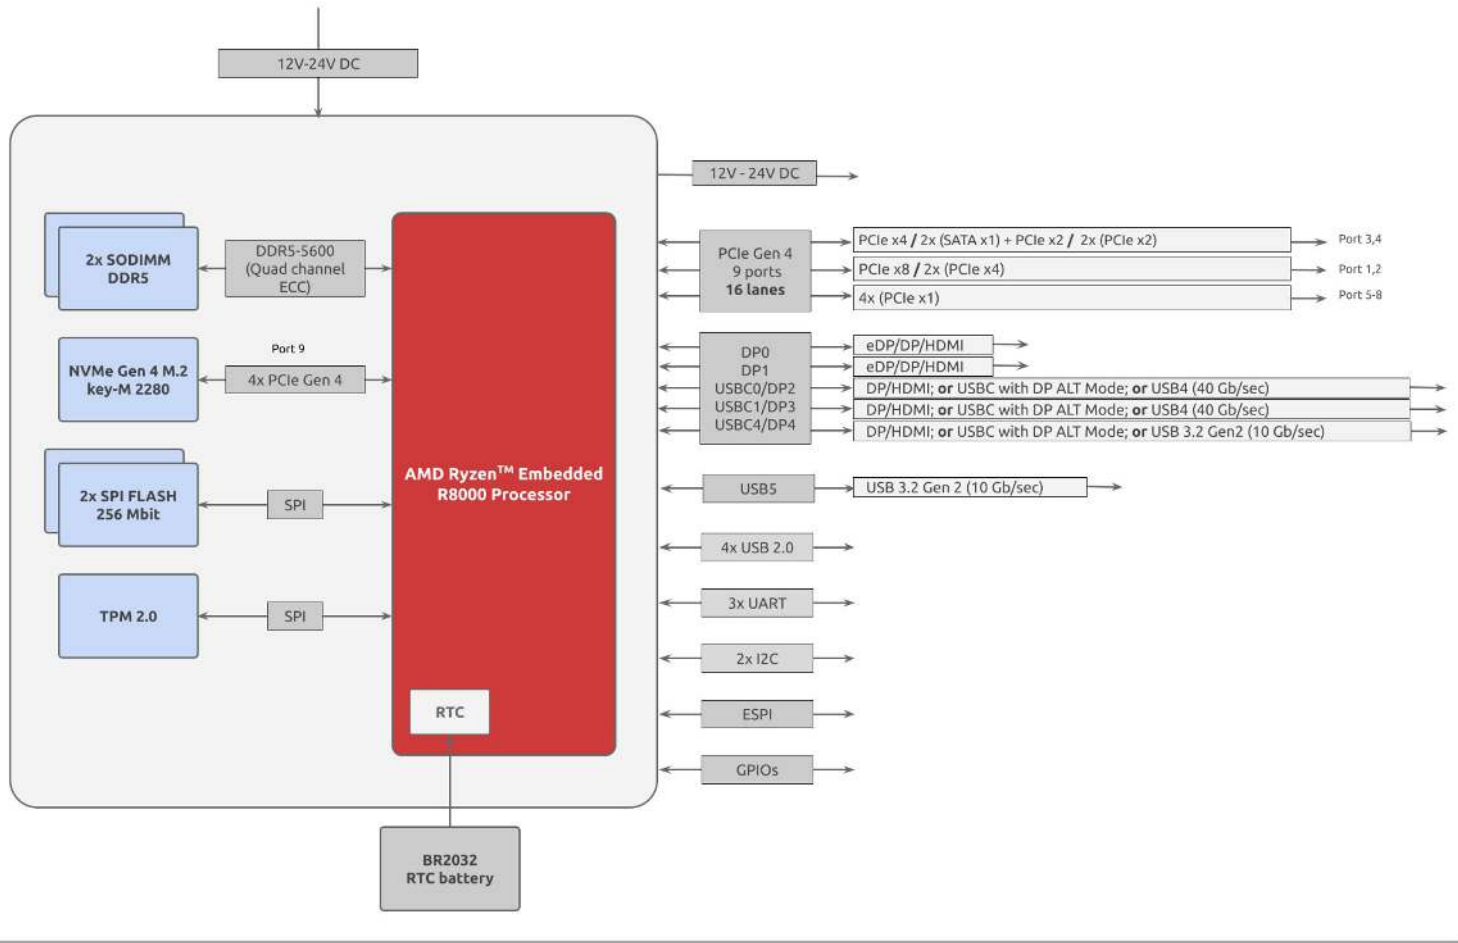 12V-24V DC
12V - 24V DC
2x SODIMM
DDR5
DDR5-5600
(Quad channel
ECC)
PCIe Gen 4
9 ports
16 lanes
PCIe x4 / 2x (SATA x1) + PCIe x2 / 2x (PCIe x2)
Port 3,4
PCIe x8 / 2x (PCIe x4)
Port 1,2
4x (PCIe x1)
Port 5-8
NVMe Gen 4 M.2
key-M 2280
Port 9
4x PCIe Gen 4
DP0
DP1
USBC0/DP2
USBC1/DP3
USBC4/DP4
eDP/DP/HDMI
eDP/DP/HDMI
DP/HDMI; or USBC with DP ALT Mode; or USB4 (40 Gb/sec)
DP/HDMI; or USBC with DP ALT Mode; or USB4 (40 Gb/sec)
DP/HDMI; or USBC with DP ALT Mode; or USB 3.2 Gen2 (10 Gb/sec)
AMD Ryzen™ Embedded
R8000 Processor
2x SPI FLASH
256 Mbit
SPI
USB5
USB 3.2 Gen 2 (10 Gb/sec)
4x USB 2.0
TPM 2.0
SPI
3x UART
2x I2C
RTC
ESPI
GPIOs
BR2032
RTC battery